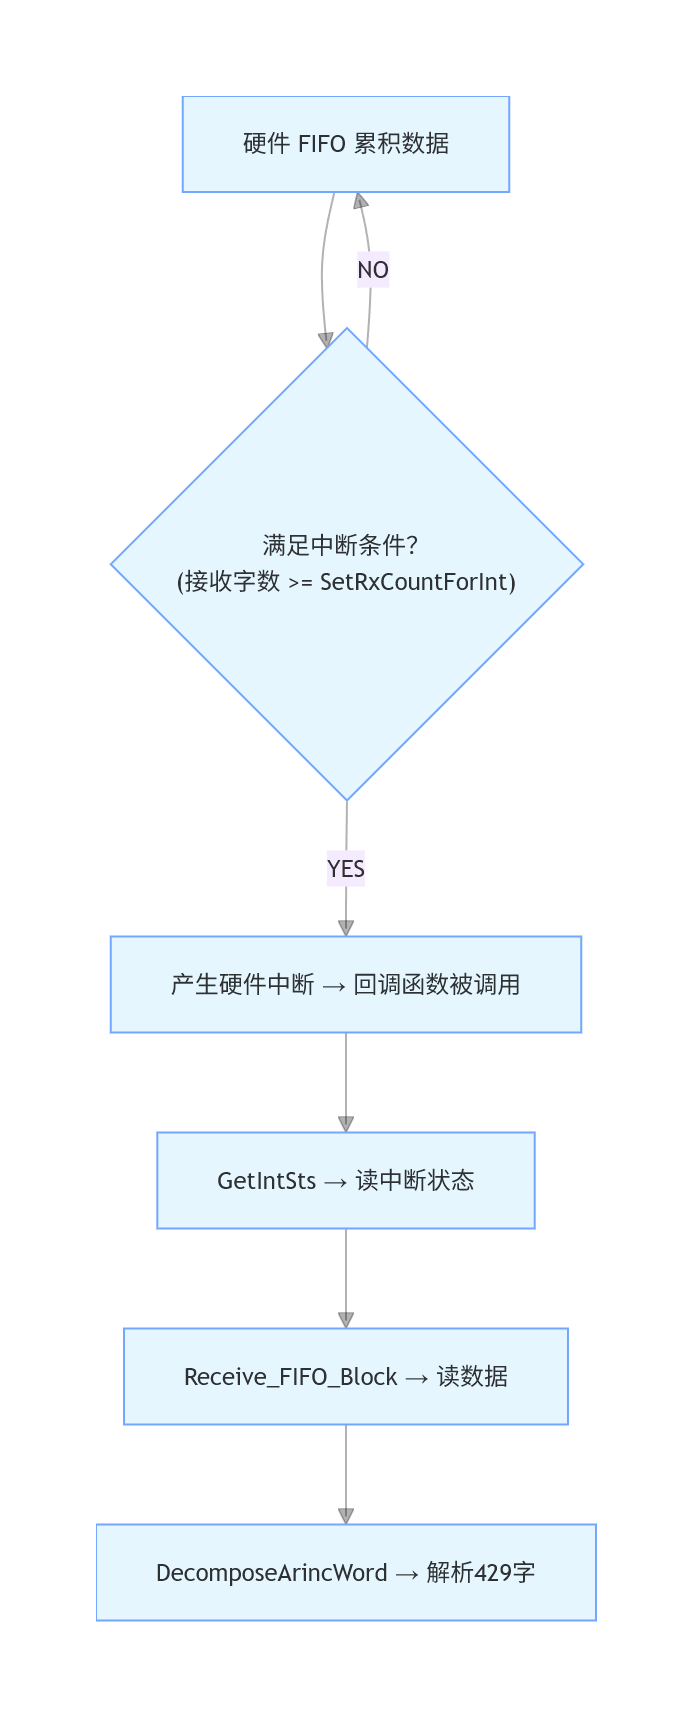 硬件 FIFO 累积数据
NO
满足中断条件？
(接收字数 >= SetRxCountForInt)
YES
产生硬件中断 → 回调函数被调用
GetIntSts → 读中断状态
Receive_FIFO_Block → 读数据
DecomposeArincWord → 解析429字